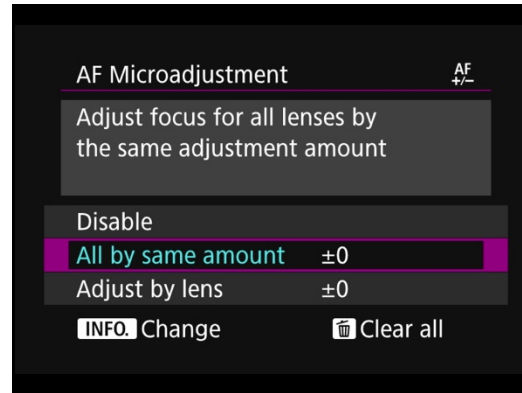 AF Microadjustment AF +/−
Adjust focus for all lenses by
the same adjustment amount
Disable
All by same amount ±0
Adjust by lens ±0
INFO. Change Clear all